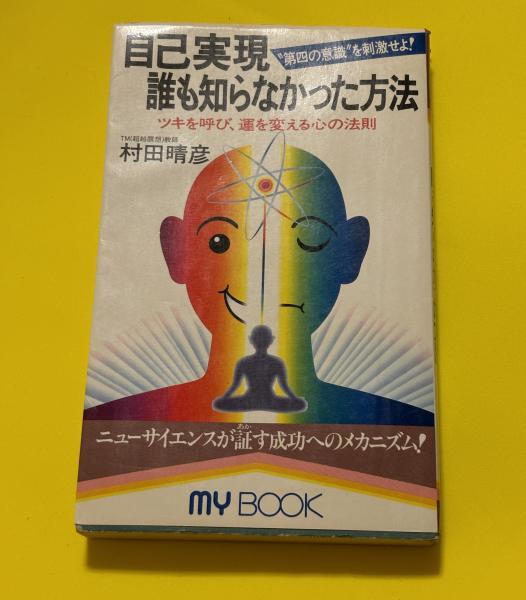 "第四の意識"を刺激せよ!
自己実現
誰も知らなかった方法
ツキを呼び、運を変える心の法則
TM(超越瞑想)教師
村田晴彦
あか
ニューサイエンスが証す成功へのメカニズム!
my BOOK